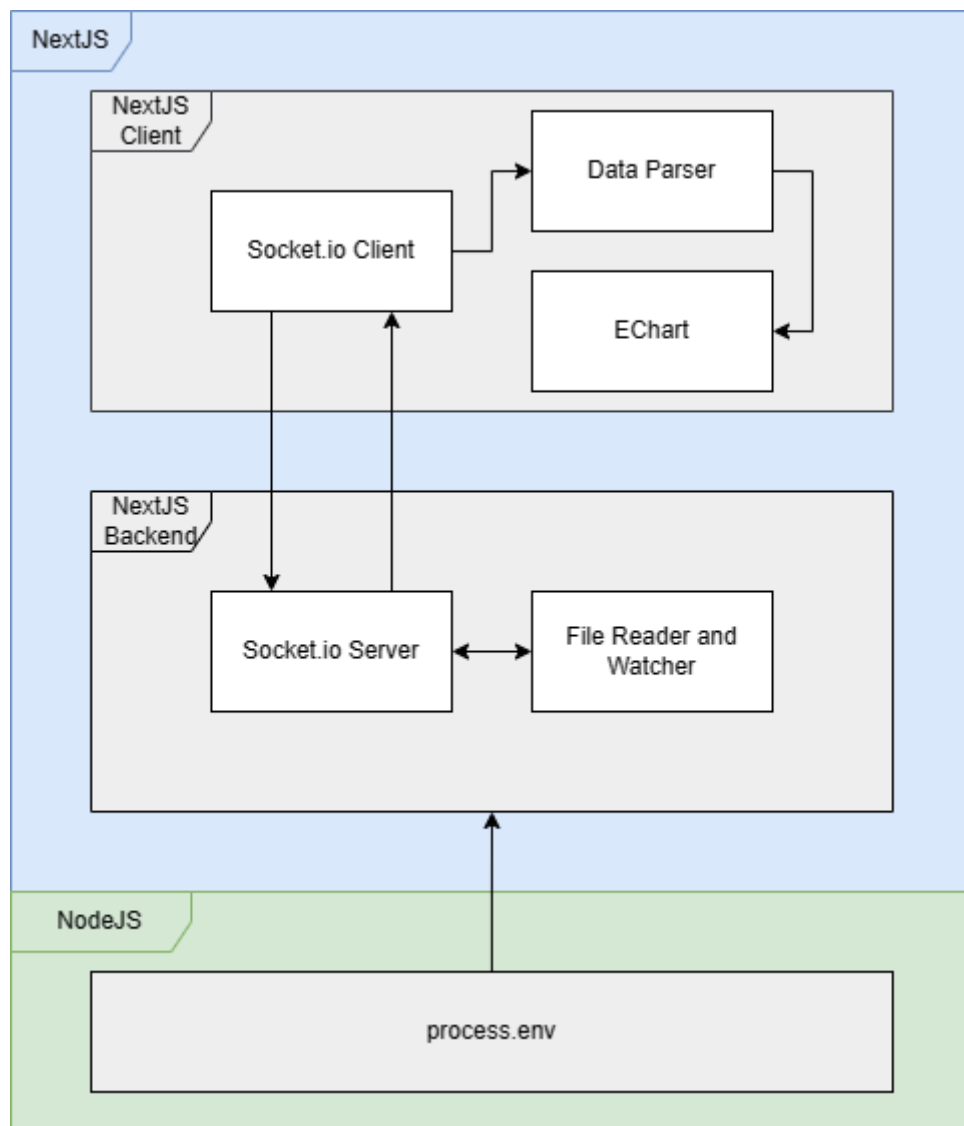 NextJS
NextJS
Client
Data Parser
Socket.io Client
EChart
NextJS
Backend
Socket.io Server
File Reader and
Watcher
NodeJS
process.env